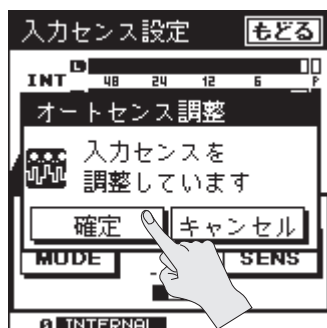 入力センス設定 もどる
L
INT 48 24 12 6 P
オートセンス調整
入力センスを
調整しています
確定 キャンセル
MODE SENS
INTERNAL